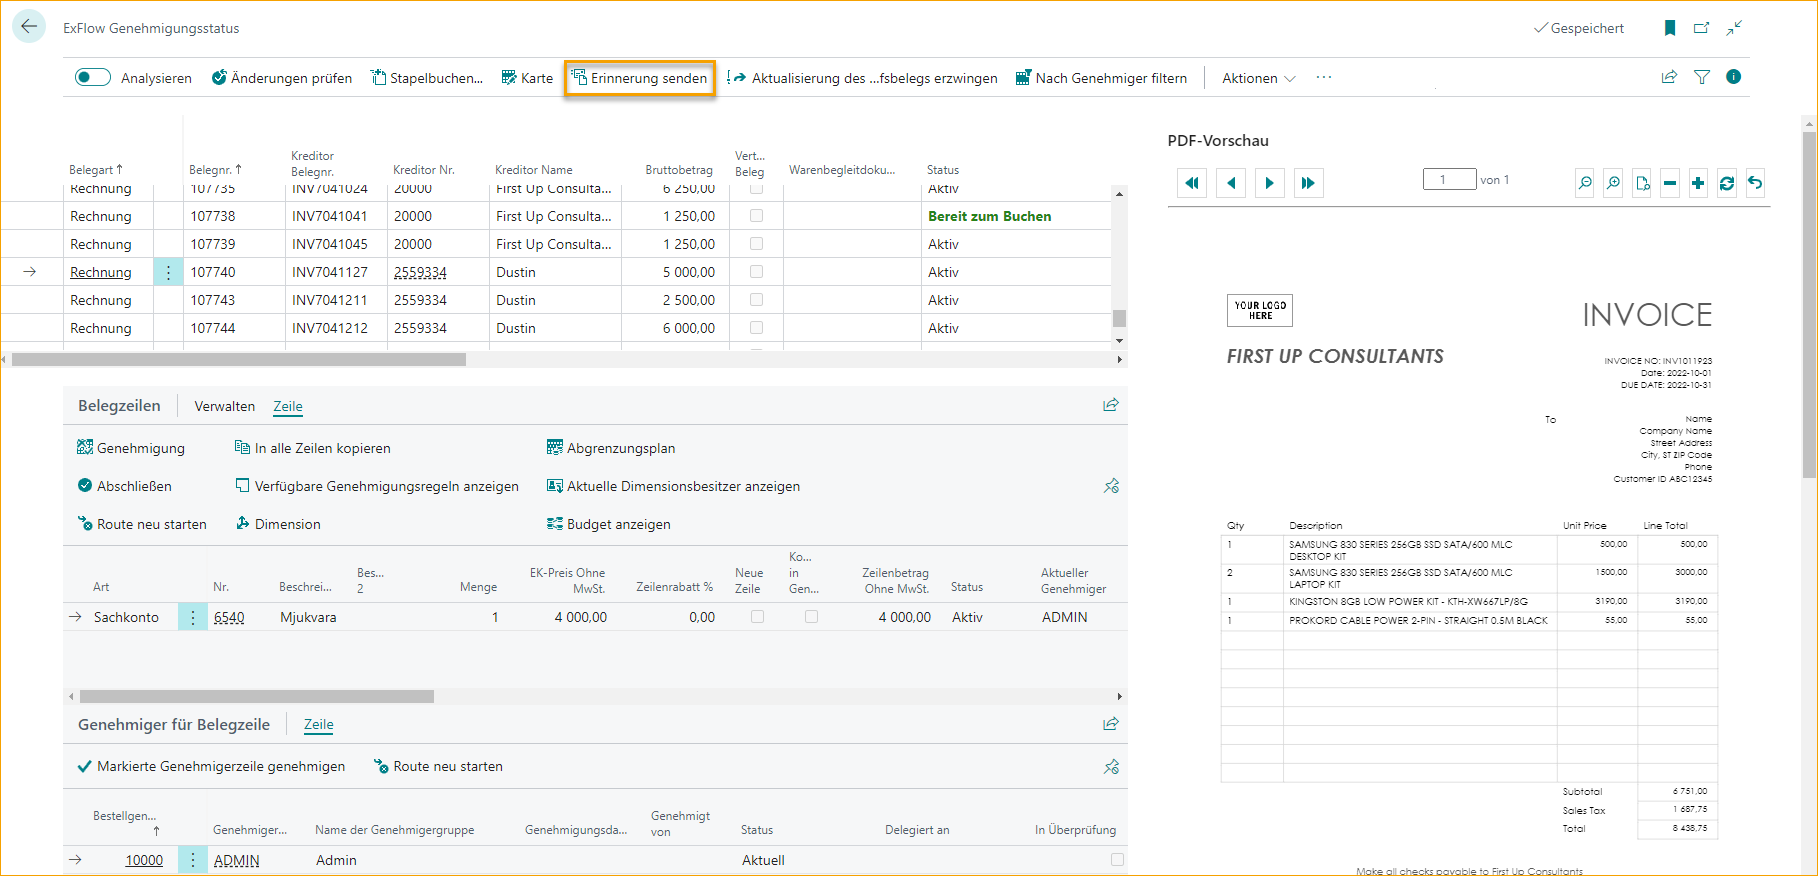 ExFlow Genehmigungsstatus
Gespeichert
Analysieren Änderungen prüfen Stapelbuchen... Karte Erinnerung senden Aktualisierung des ...fsbelegs erzwingen Nach Genehmiger filtern Aktionen ...
Belegart ↑ Belegnr. ↑ Kreditor Belegnr. Kreditor Nr. Kreditor Name Bruttobetrag Vert... Beleg Warenbegleitdoku... Status
Rechnung 107735 INV7041024 20000 First Up Consulta... 6 250,00 Aktiv
Rechnung 107738 INV7041041 20000 First Up Consulta... 1 250,00 Bereit zum Buchen
Rechnung 107739 INV7041045 20000 First Up Consulta... 1 250,00 Aktiv
Rechnung 107740 INV7041127 2559334 Dustin 5 000,00 Aktiv
Rechnung 107743 INV7041211 2559334 Dustin 2 500,00 Aktiv
Rechnung 107744 INV7041212 2559334 Dustin 6 000,00 Aktiv
Belegzeilen Verwalten Zeile
Genehmigung In alle Zeilen kopieren Abgrenzungsplan
Abschließen Verfügbare Genehmigungsregeln anzeigen Aktuelle Dimensionsbesitzer anzeigen
Route neu starten Dimension Budget anzeigen
Art Nr. Beschrei... Bes... 2 Menge EK-Preis Ohne MwSt. Zeilenrabatt % Neue Zeile Ko... in Gen... Zeilenbetrag Ohne MwSt. Status Aktueller Genehmiger
Sachkonto 6540 Mjukvara 1 4 000,00 0,00 4 000,00 Aktiv ADMIN
Genehmiger für Belegzeile Zeile
Markierte Genehmigerzeile genehmigen Route neu starten
Bestellgen... ↑ Genehmiger... Name der Genehmigergruppe Genehmigungsda... Genehmigt von Status Delegiert an In Überprüfung
10000 ADMIN Admin Aktuell
PDF-Vorschau
1 von 1
YOUR LOGO
HERE
INVOICE
FIRST UP CONSULTANTS
INVOICE NO: INV1011923
Date: 2022-10-01
DUE DATE: 2022-10-31
To Name
Company Name
Street Address
City, ST ZIP Code
Phone
Customer ID ABC12345
Qty Description Unit Price Line Total
1 SAMSUNG 830 SERIES 256GB SSD SATA/600 MLC 500,00 500,00
DESKTOP KIT
2 SAMSUNG 830 SERIES 256GB SSD SATA/600 MLC 1500,00 3000,00
LAPTOP KIT
1 KINGSTON 8GB LOW POWER KIT - KTH-XW667LP/8G 3190,00 3190,00
1 PROKORD CABLE POWER 2-PIN - STRAIGHT 0.5M BLACK 55,00 55,00
Subtotal 6 751,00
Sales Tax 1 687,75
Total 8 438,75
Make all checks payable to First Up Consultants